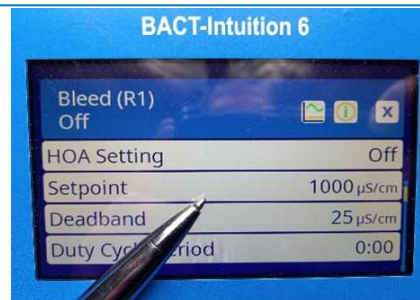 BACT-Intuition 6
Bleed (R1)
Off
HOA Setting Off
Setpoint 1000 µS/cm
Deadband 25 µS/cm
Duty 0:00